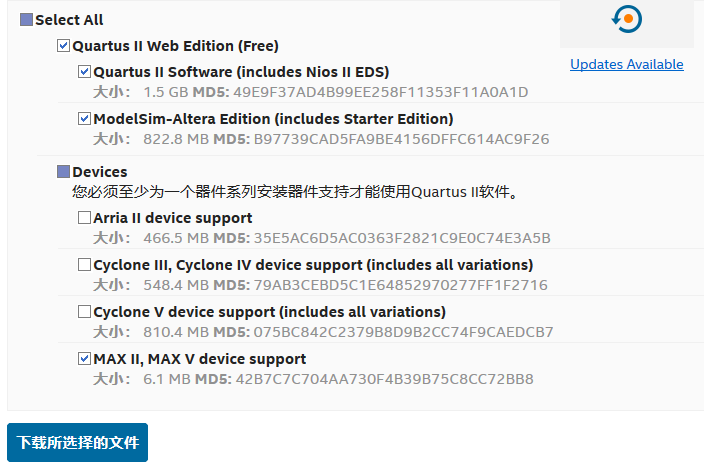 Select All
Quartus II Web Edition (Free)
Updates Available
Quartus II Software (includes Nios II EDS)
大小： 1.5 GB MD5: 49E9F37AD4B99EE258F11353F11A0A1D
ModelSim-Altera Edition (includes Starter Edition)
大小： 822.8 MB MD5: B97739CAD5FA9BE4156DFFC614AC9F26
Devices
您必须至少为一个器件系列安装器件支持才能使用Quartus II软件。
Arria II device support
大小： 466.5 MB MD5: 35E5AC6D5AC0363F2821C9E0C74E3A5B
Cyclone III, Cyclone IV device support (includes all variations)
大小： 548.4 MB MD5: 79AB3CEBD5C1E64852970277FF1F2716
Cyclone V device support (includes all variations)
大小： 810.4 MB MD5: 075BC842C2379B8D9B2CC74F9CAEDCB7
MAX II, MAX V device support
大小： 6.1 MB MD5: 42B7C7C704AA730F4B39B75C8CC72BB8
下载所选择的文件